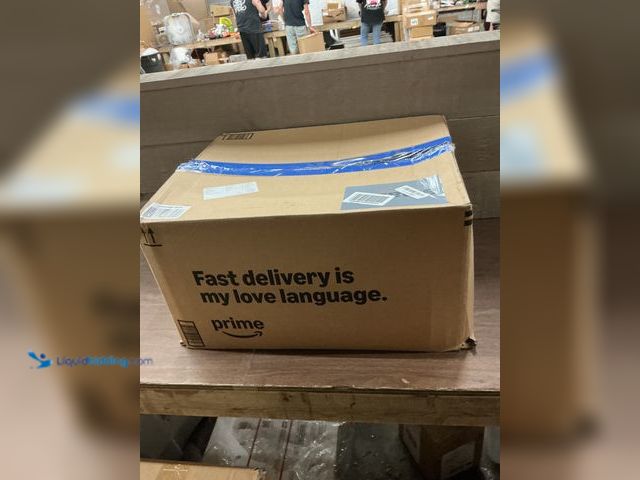 Fast delivery is
my love language.
prime
Liquidbidding.com